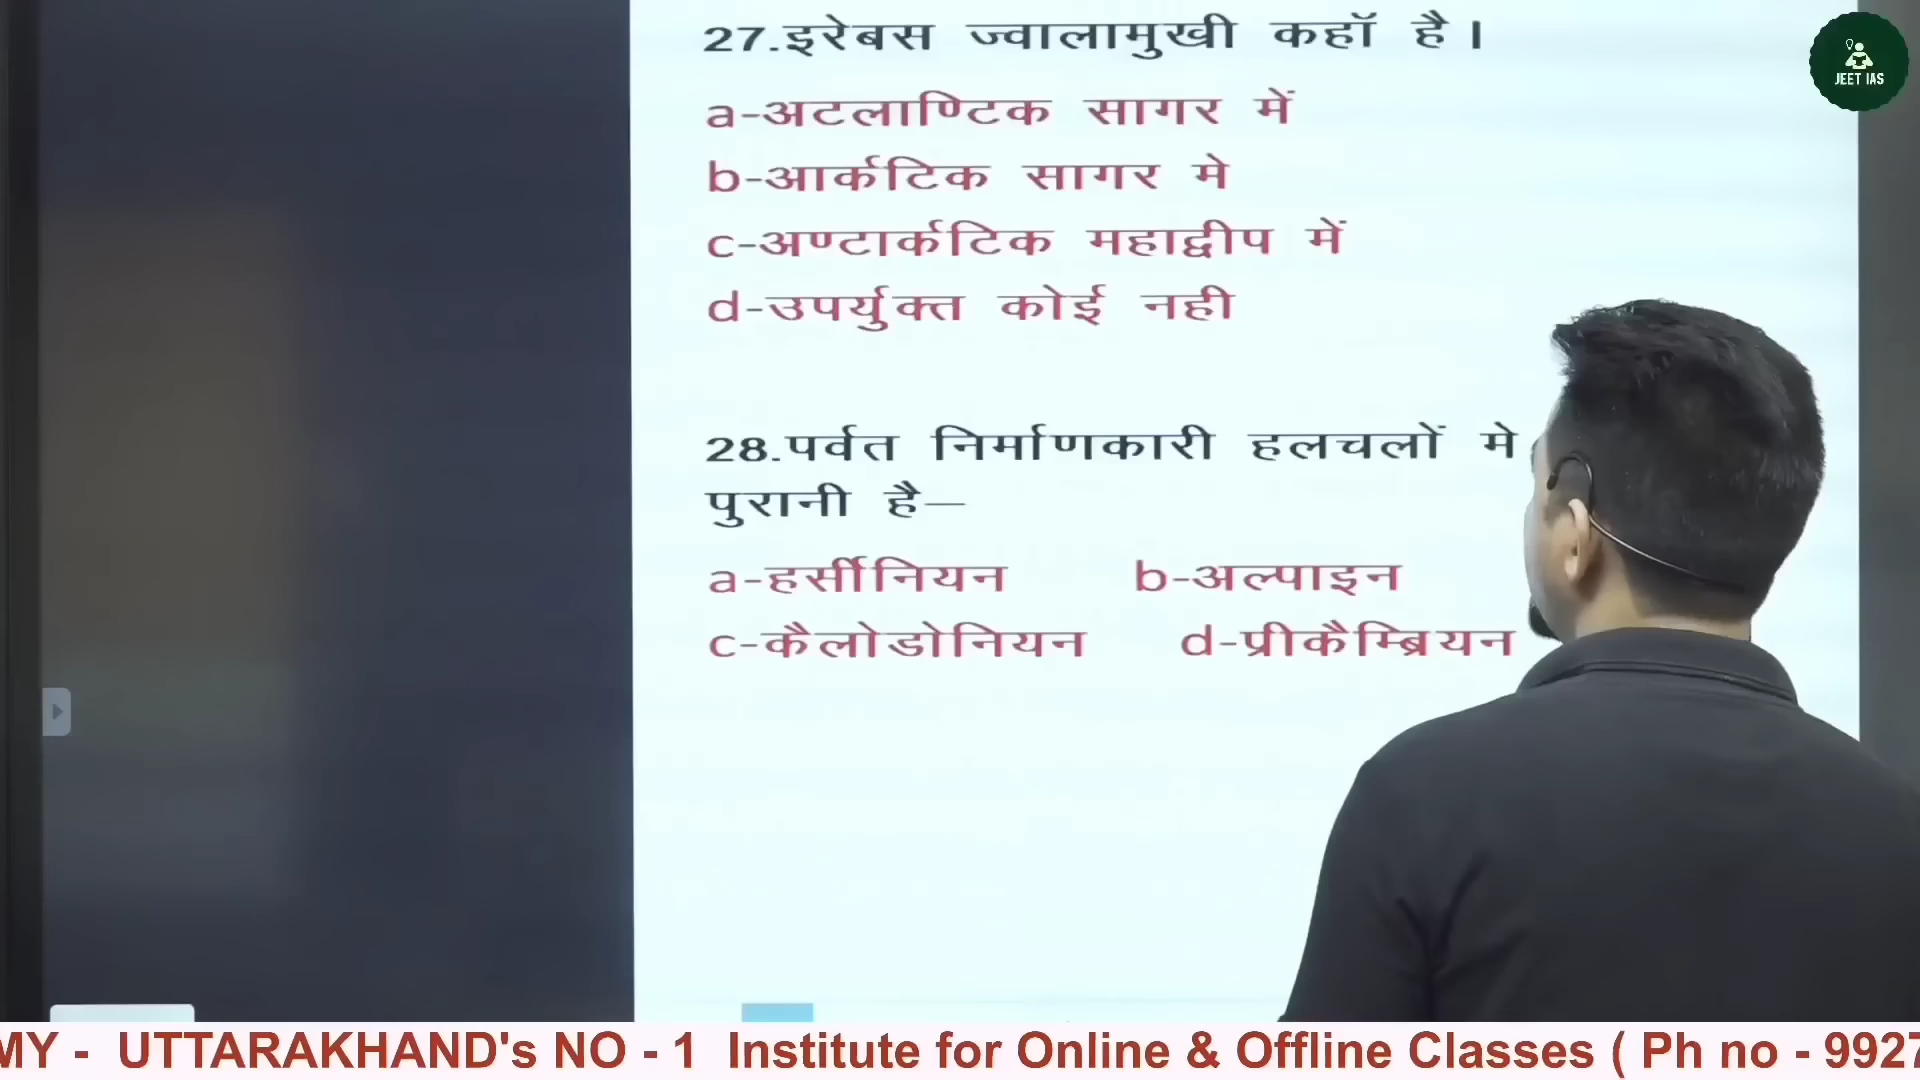 27.इरेबस ज्वालामुखी कहॉ है।
JEET IAS
a-अटलाण्टिक सागर में
b-आर्कटिक सागर मे
c-अण्टार्कटिक महाद्वीप में
d-उपर्युक्त कोई नही
28.पर्वत निर्माणकारी हलचलों मे
पुरानी है—
a-हर्सीनियन b-अल्पाइन
c-कैलोडोनियन d-प्रीकैम्ब्रियन
MY - UTTARAKHAND's NO - 1 Institute for Online & Offline Classes ( Ph no - 9927